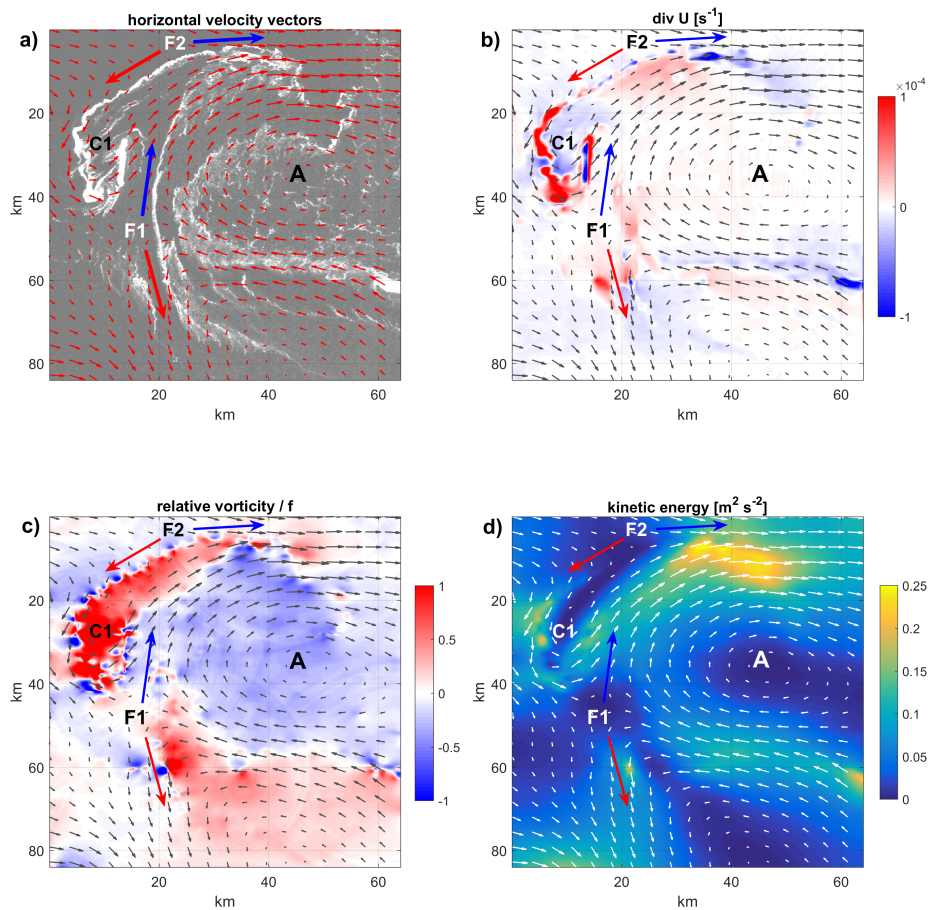 horizontal velocity vectors
a)
F2
C1
A
F1
20
40
60
80
km
20
40
60
km
div U [s⁻¹]
b)
F2
C1
A
F1
20
40
60
80
km
20
40
60
km
×10⁻⁴
1
0
-1
relative vorticity / f
c)
F2
C1
A
F1
20
40
60
80
km
20
40
60
km
1
0.5
0
-0.5
-1
kinetic energy [m² s⁻²]
d)
F2
C1
A
F1
20
40
60
80
km
20
40
60
km
0.25
0.2
0.15
0.1
0.05
0